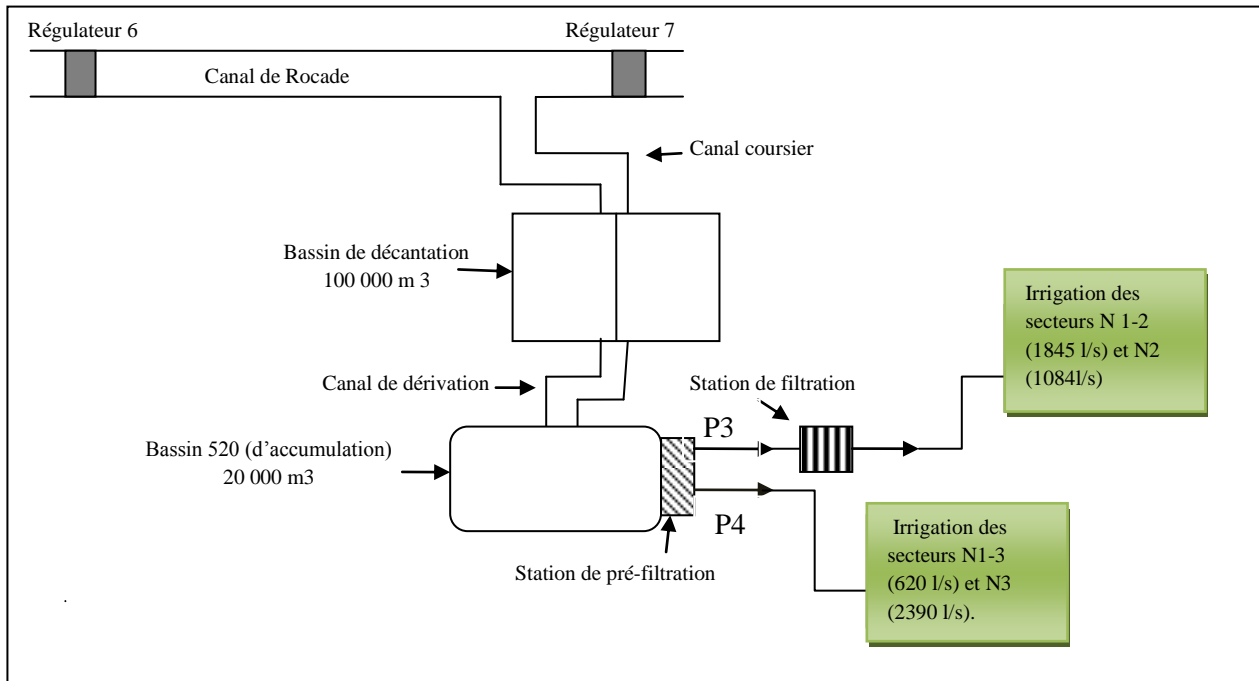 Régulateur 6
Régulateur 7
Canal de Rocade
Canal coursier
Bassin de décantation
100 000 m 3
Irrigation des
secteurs N 1-2
(1845 l/s) et N2
(1084l/s)
Canal de dérivation
Station de filtration
Bassin 520 (d’accumulation)
20 000 m3
P3
P4
Station de pré-filtration
Irrigation des
secteurs N1-3
(620 l/s) et N3
(2390 l/s).
.